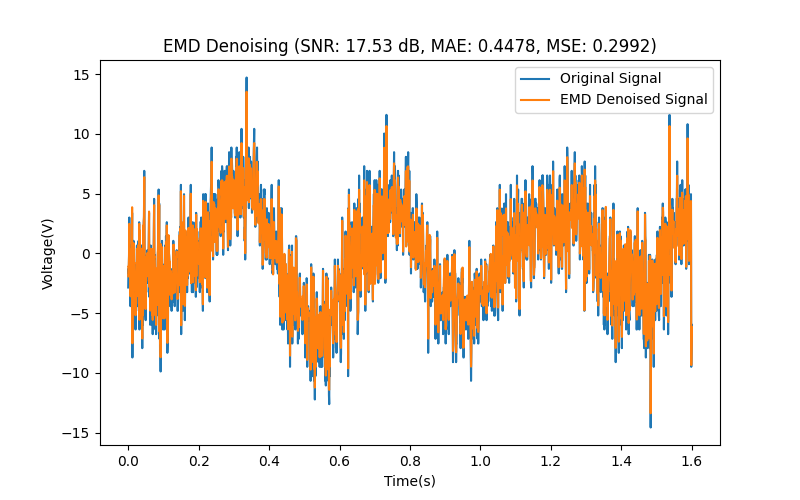 EMD Denoising (SNR: 17.53 dB, MAE: 0.4478, MSE: 0.2992)
Original Signal
EMD Denoised Signal
Voltage(V)
15
10
5
0
−5
−10
−15
0.0 0.2 0.4 0.6 0.8 1.0 1.2 1.4 1.6
Time(s)